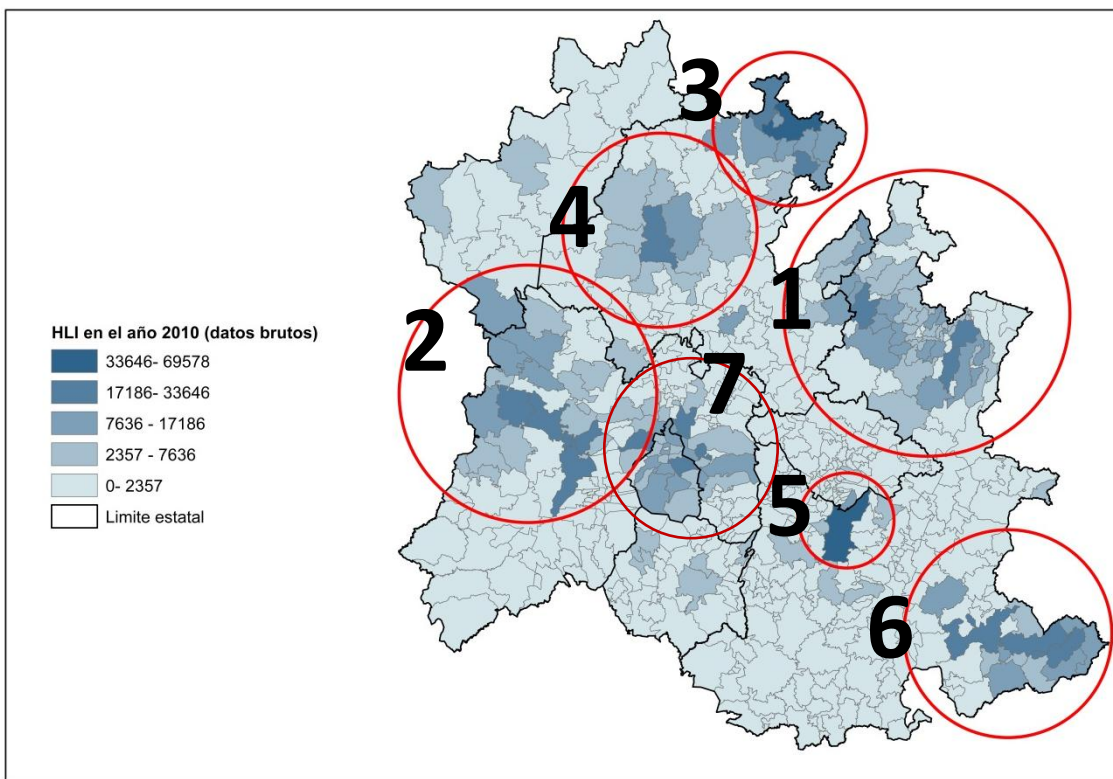 3
4
1
2
7
5
6
HLI en el año 2010 (datos brutos)
33646- 69578
17186- 33646
7636 - 17186
2357 - 7636
0- 2357
Limite estatal